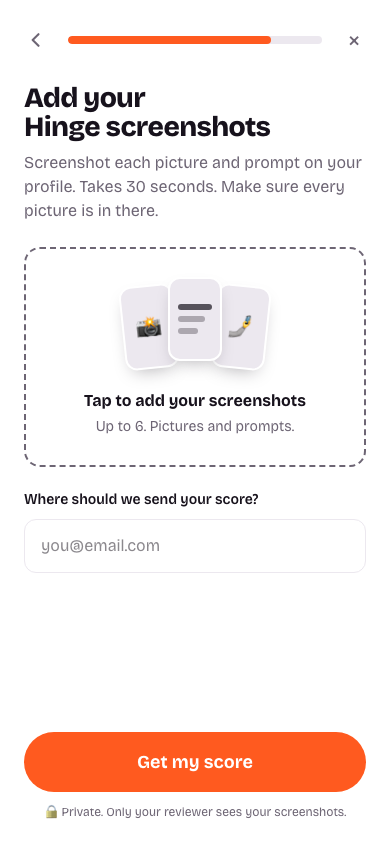 Add your
Hinge screenshots
Screenshot each picture and prompt on your
profile. Takes 30 seconds. Make sure every
picture is in there.
Tap to add your screenshots
Up to 6. Pictures and prompts.
Where should we send your score?
you@email.com
Get my score
🔒 Private. Only your reviewer sees your screenshots.